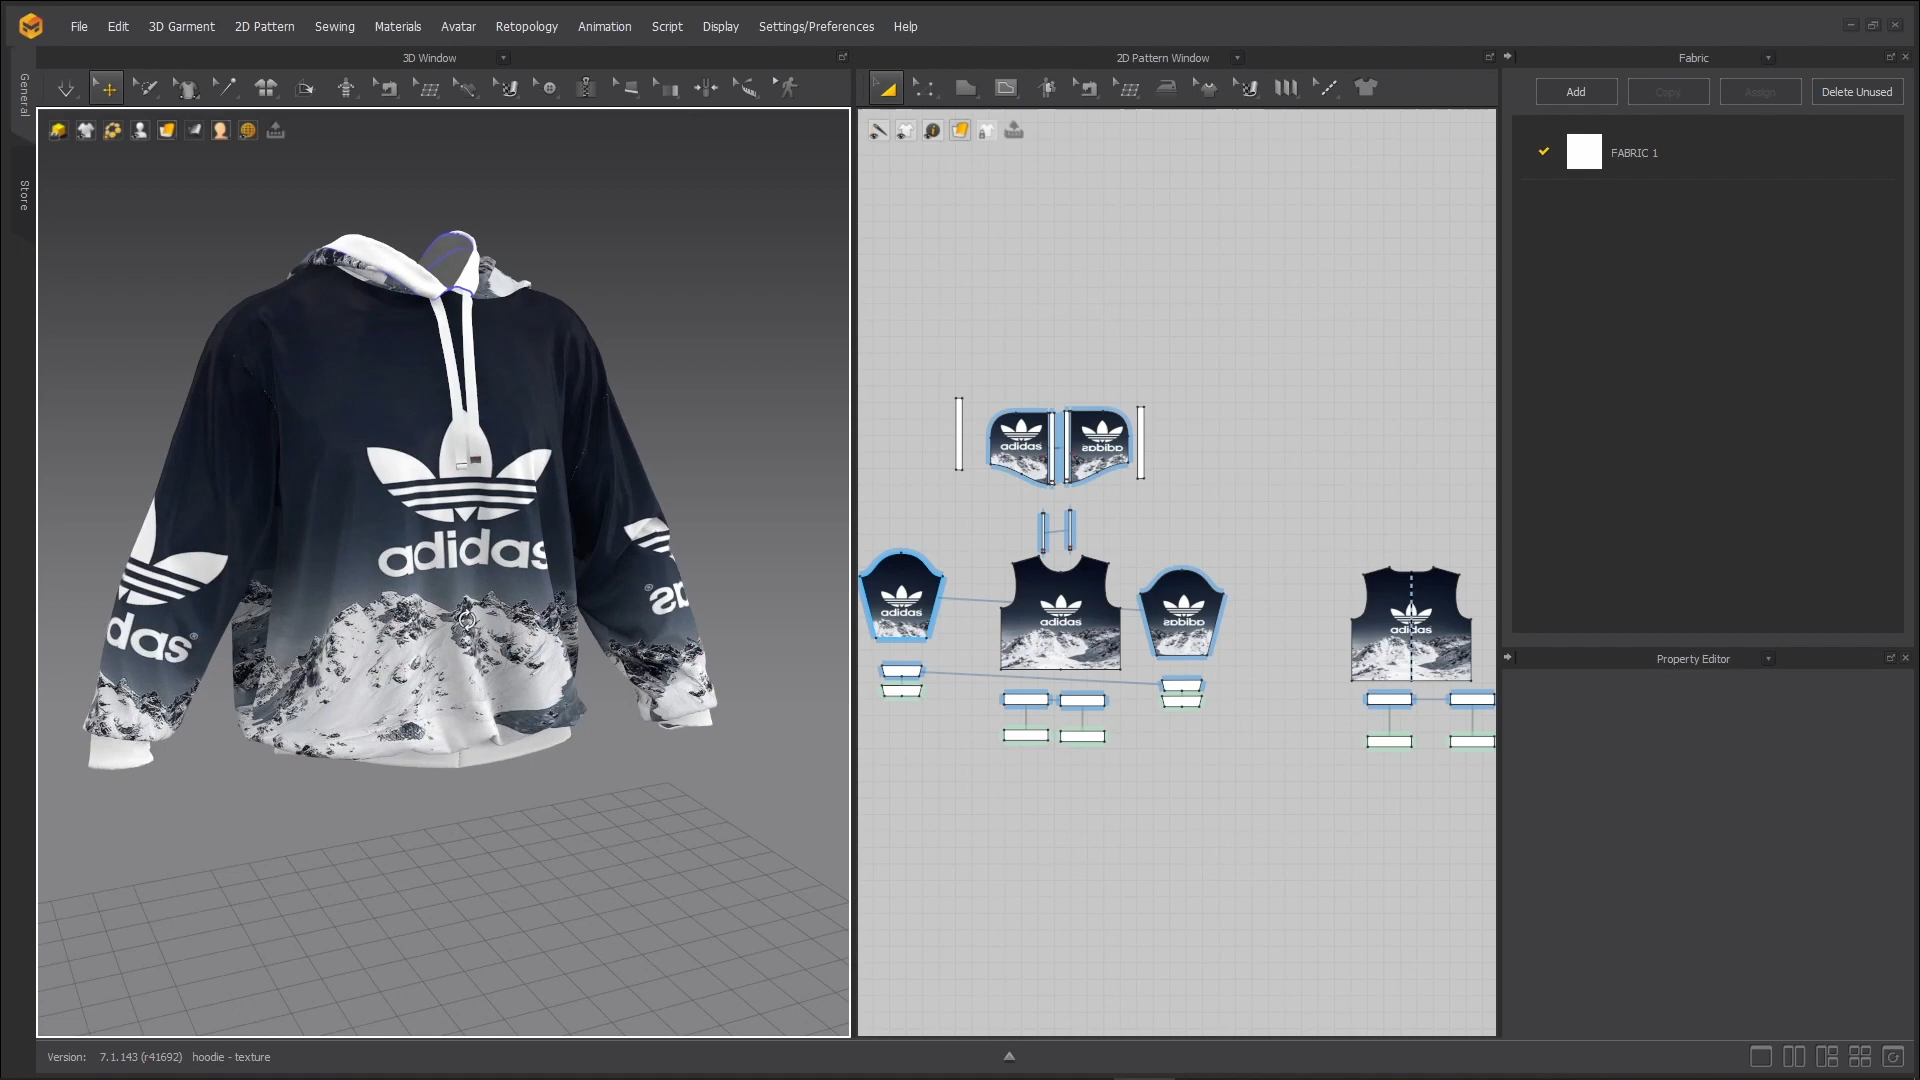 File Edit 3D Garment 2D Pattern Sewing Materials Avatar Retopology Animation Script Display Settings/Preferences Help
General
Store
3D Window
2D Pattern Window
Fabric
Add Copy Assign Delete Unused
FABRIC 1
Property Editor
adidas
das®
adidas
adidas
adidas
adidas
adidas
adidas
Version: 7.1.143 (r41692) hoodie - texture